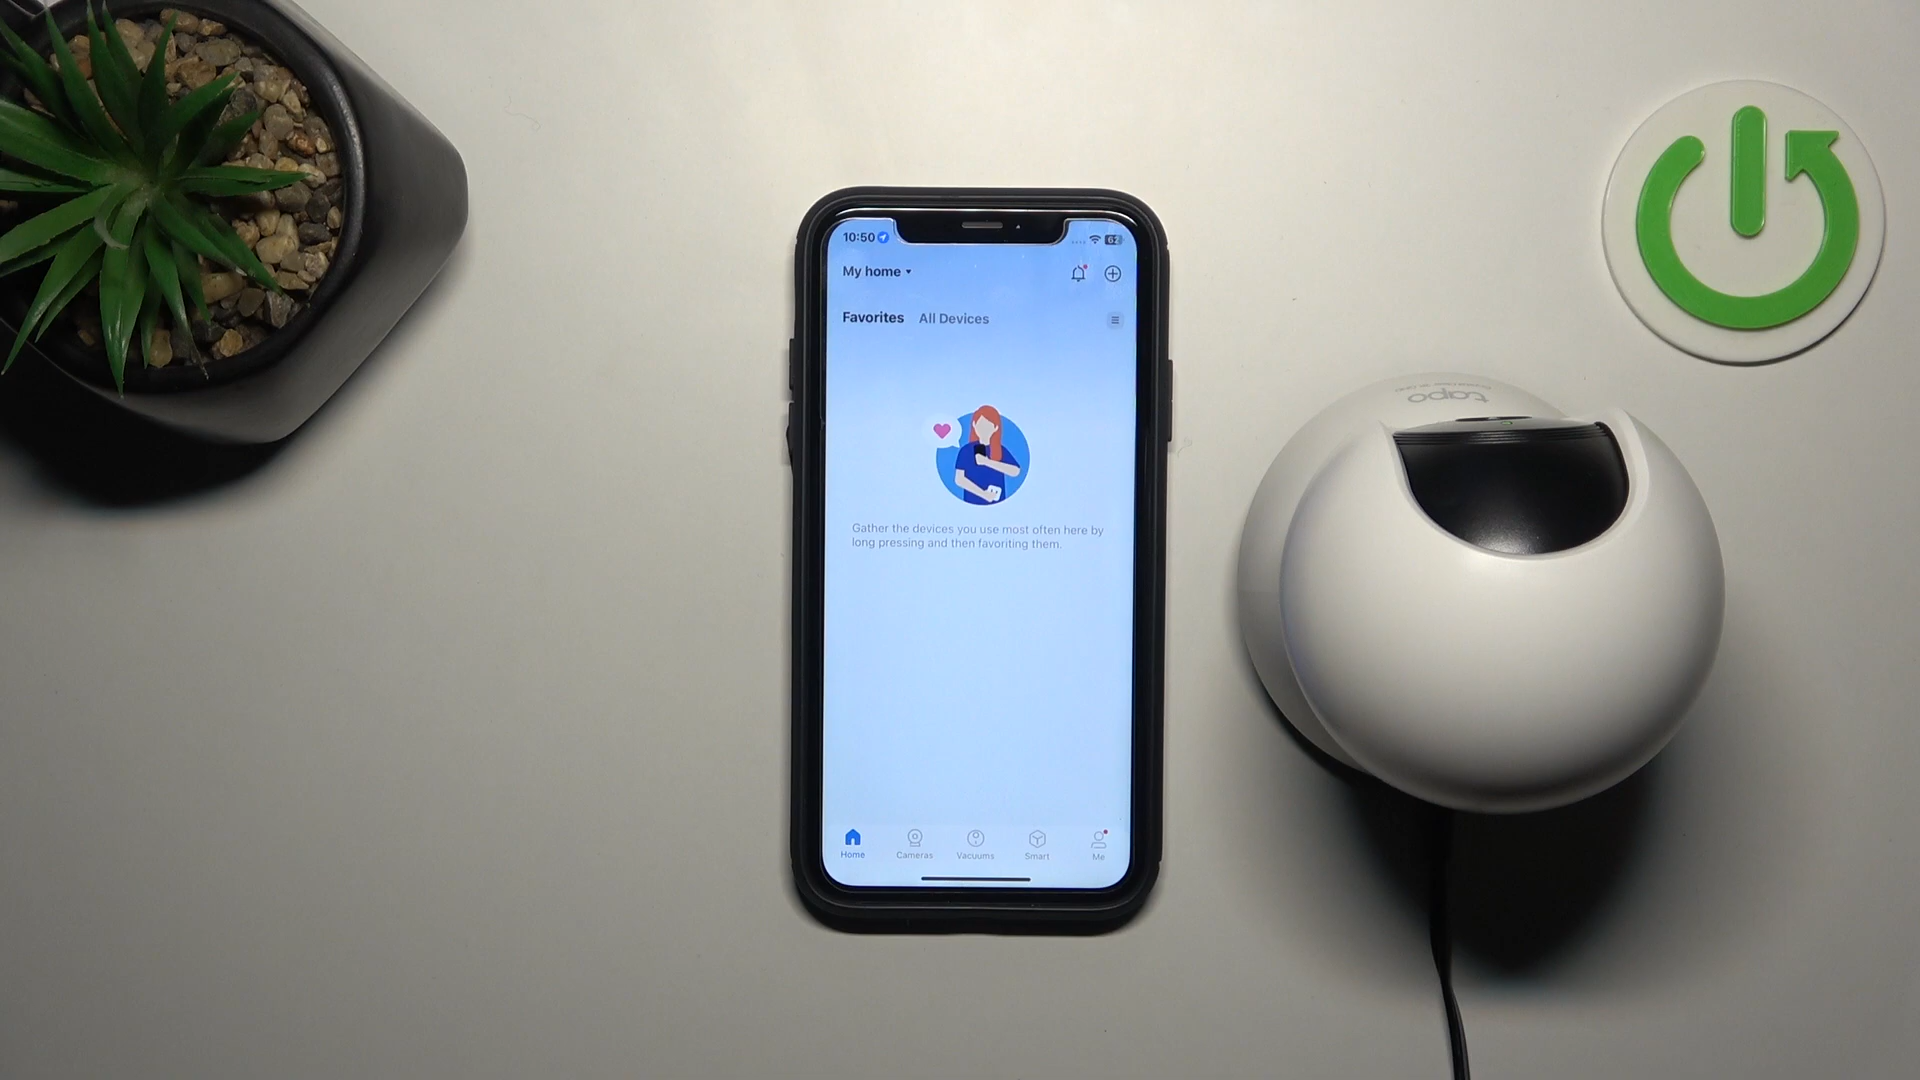 10:50
62
My home
Favorites All Devices
Gather the devices you use most often here by
long pressing and then favoriting them.
Home Cameras Vacuums Smart Me
tapo